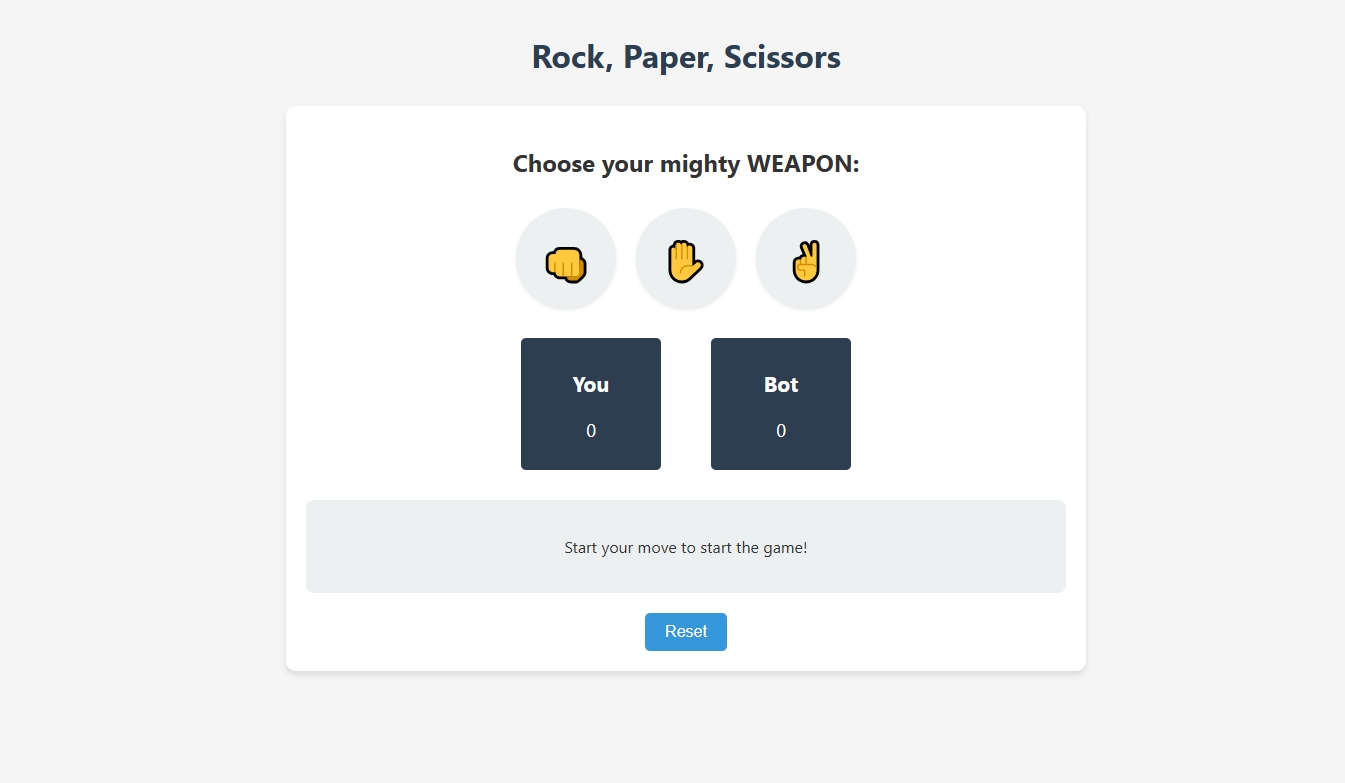 Rock, Paper, Scissors
Choose your mighty WEAPON:
You
0
Bot
0
Start your move to start the game!
Reset